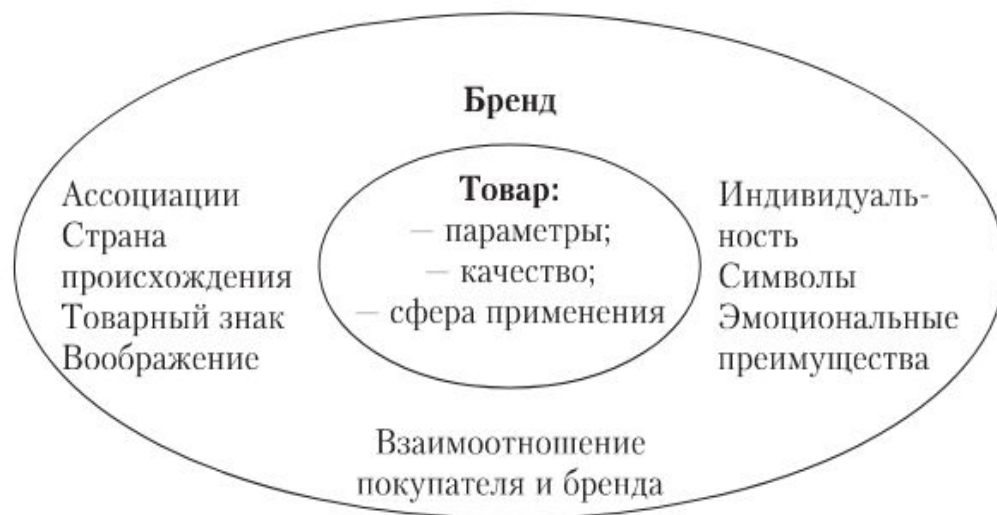 Бренд
Ассоциации
Страна
происхождения
Товарный знак
Воображение
Товар:
— параметры;
— качество;
— сфера применения
Индивидуаль-
ность
Символы
Эмоциональные
преимущества
Взаимоотношение
покупателя и бренда